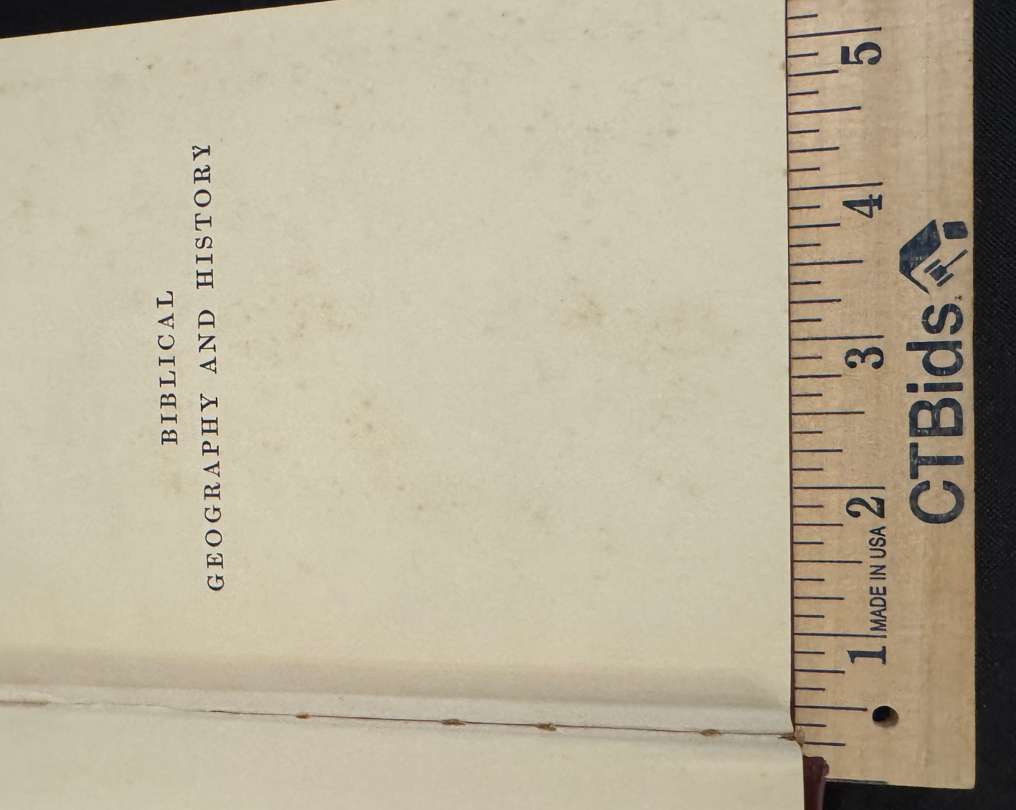 BIBLICAL
GEOGRAPHY AND HISTORY
1
2
3
4
5
MADE IN USA
CTBids.